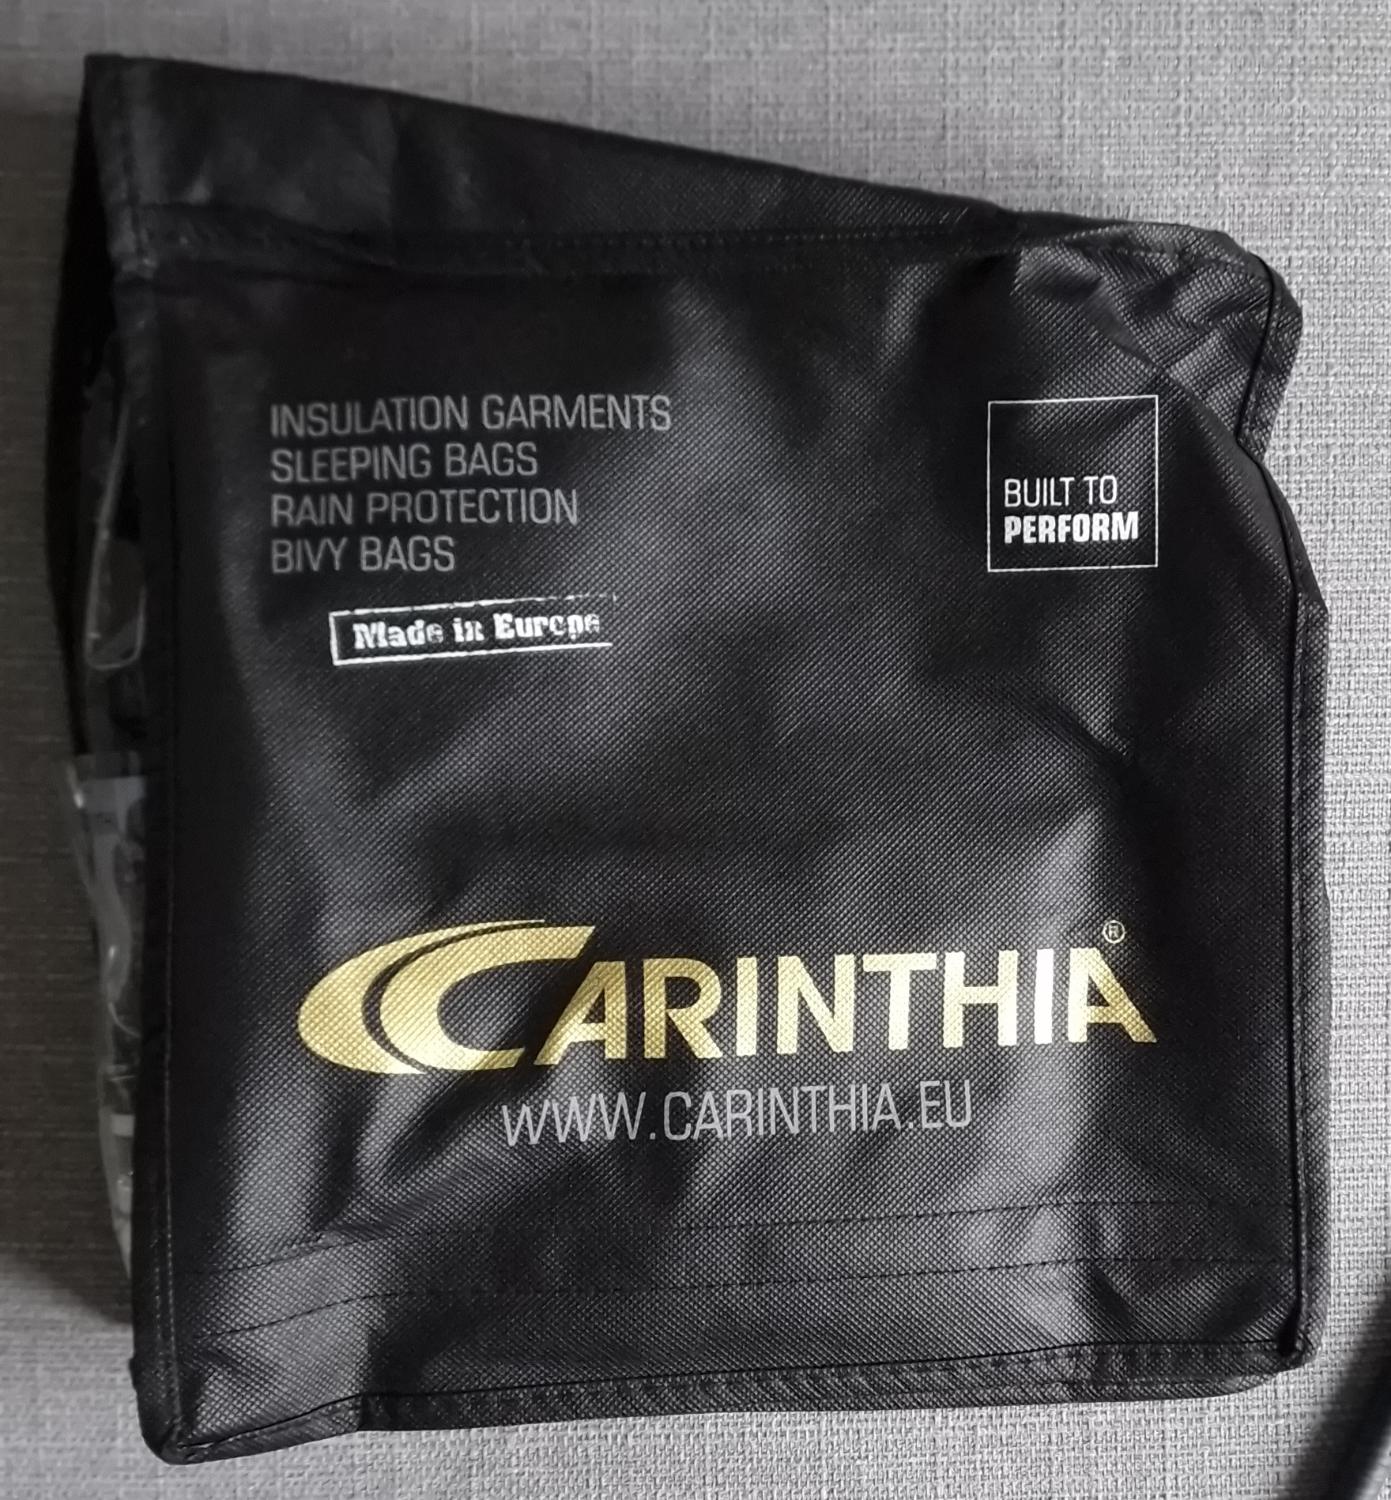 INSULATION GARMENTS
SLEEPING BAGS
RAIN PROTECTION
BIVY BAGS
Made in Europe
BUILT TO
PERFORM
CARINTHIA®
WWW.CARINTHIA.EU